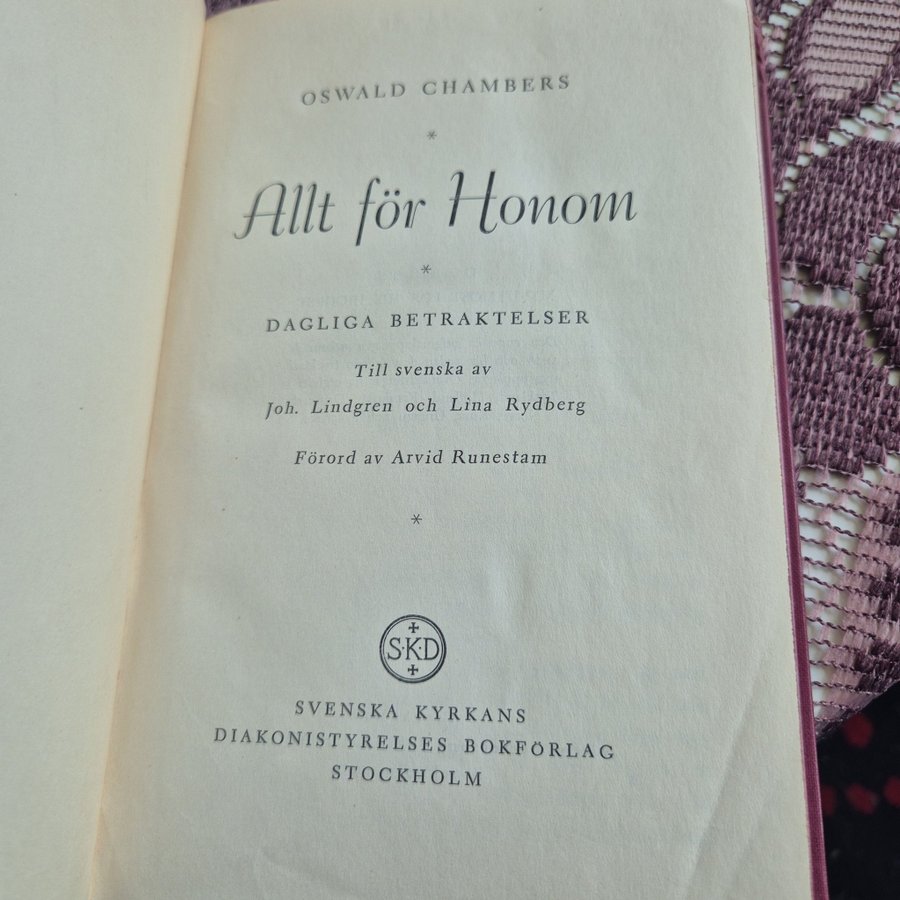 OSWALD CHAMBERS
*
Allt för Honom
*
DAGLIGA BETRAKTELSER
Till svenska av
Joh. Lindgren och Lina Rydberg
Förord av Arvid Runestam
*
S·K·D
SVENSKA KYRKANS
DIAKONISTYRELSES BOKFÖRLAG
STOCKHOLM